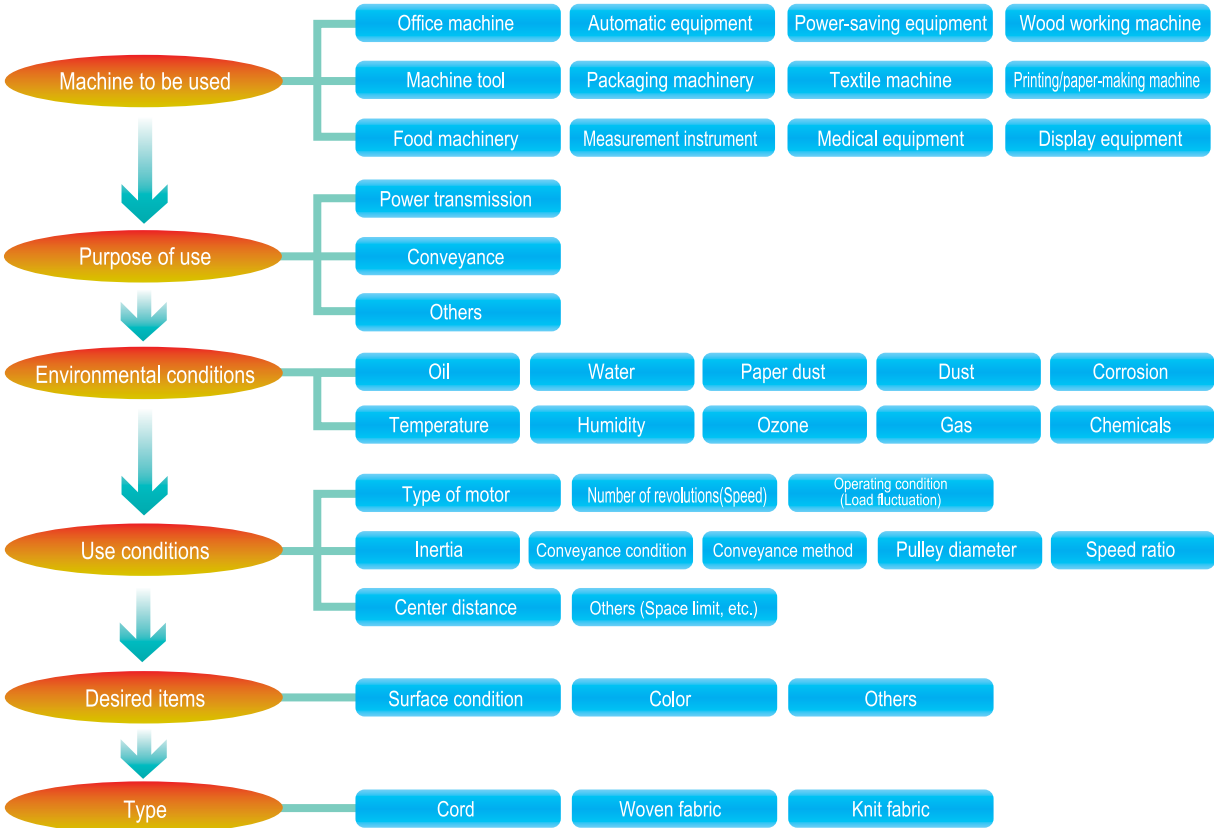 Machine to be used
Office machine
Automatic equipment
Power-saving equipment
Wood working machine
Machine tool
Packaging machinery
Textile machine
Printing/paper-making machine
Food machinery
Measurement instrument
Medical equipment
Display equipment
Purpose of use
Power transmission
Conveyance
Others
Environmental conditions
Oil
Water
Paper dust
Dust
Corrosion
Temperature
Humidity
Ozone
Gas
Chemicals
Use conditions
Type of motor
Number of revolutions(Speed)
Operating condition
(Load fluctuation)
Inertia
Conveyance condition
Conveyance method
Pulley diameter
Speed ratio
Center distance
Others (Space limit, etc.)
Desired items
Surface condition
Color
Others
Type
Cord
Woven fabric
Knit fabric